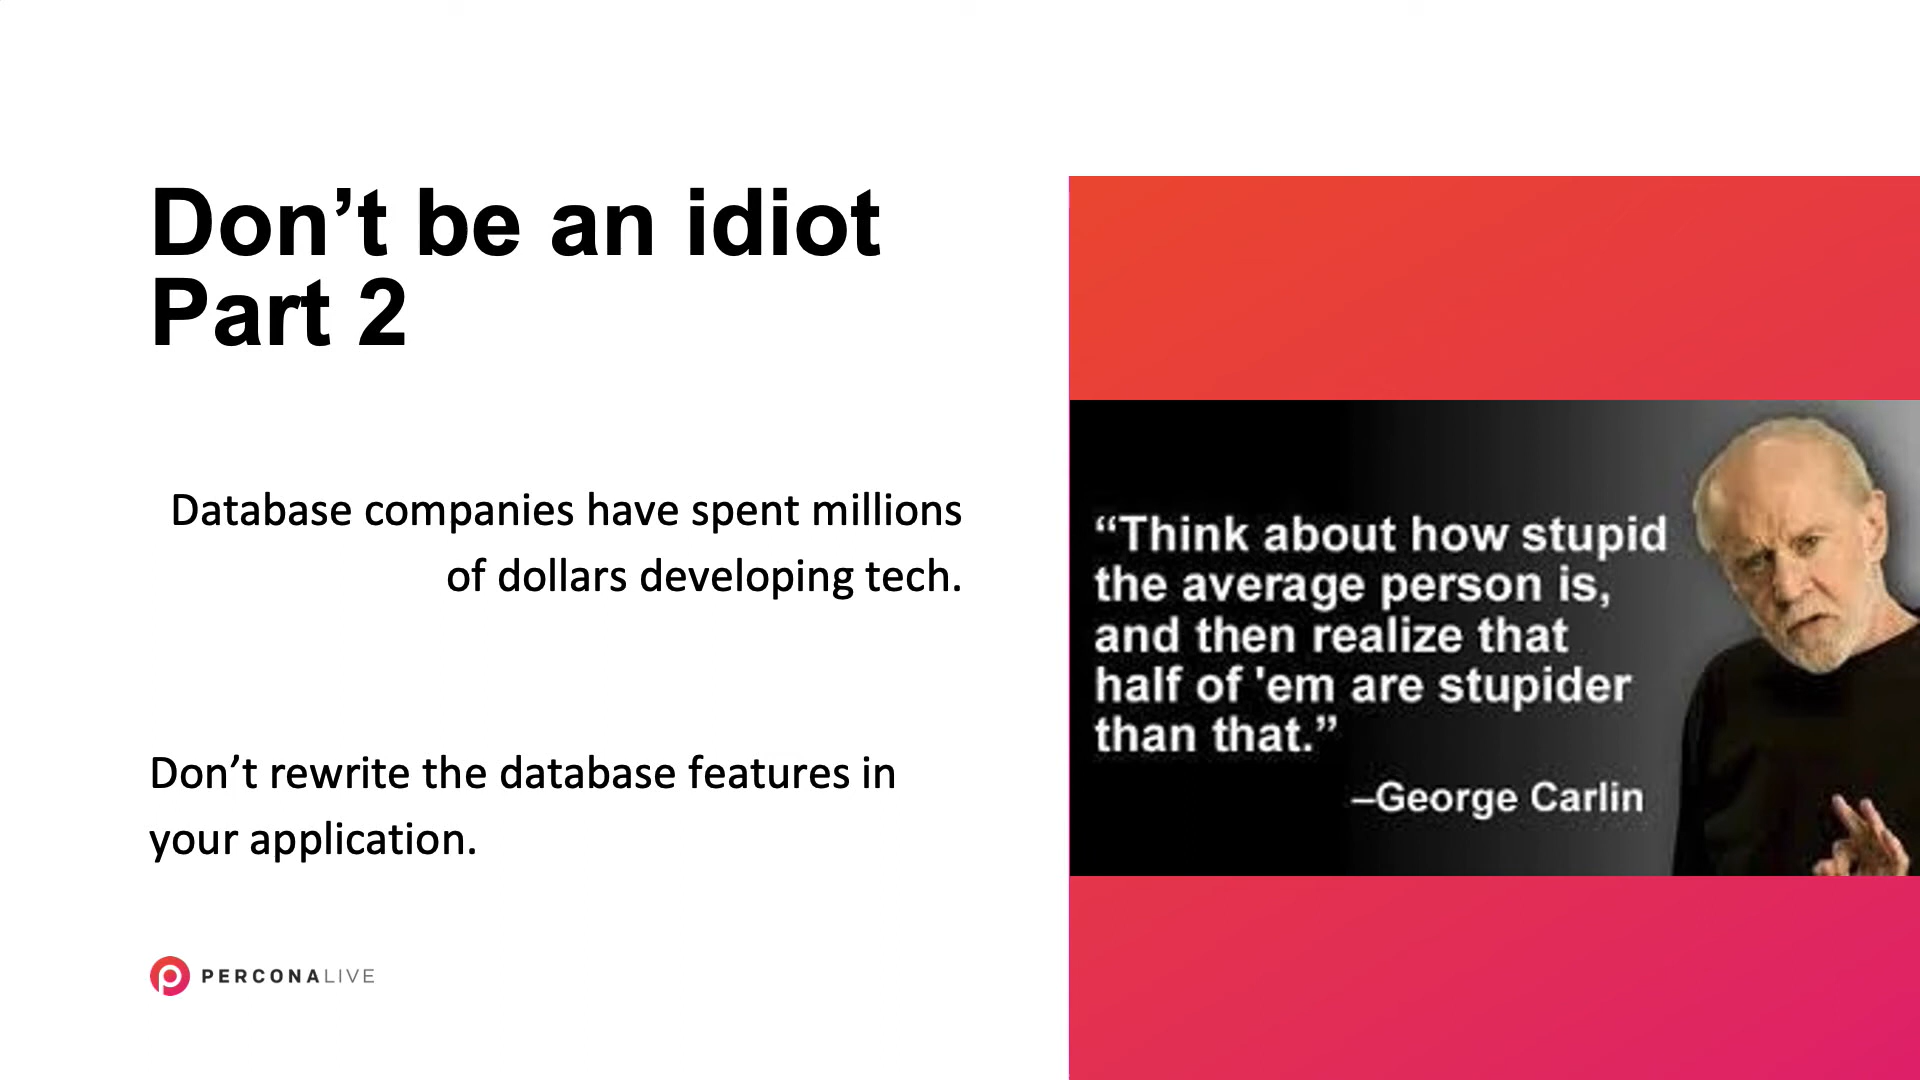 Don’t be an idiot
Part 2
Database companies have spent millions
of dollars developing tech.
Don’t rewrite the database features in
your application.
PERCONALIVE
“Think about how stupid
the average person is,
and then realize that
half of 'em are stupider
than that.”
–George Carlin